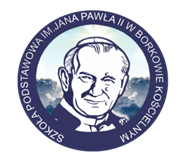 SZKOŁA PODSTAWOWA IM. JANA PAWŁA II W BORKOWIE KOŚCIELNYM